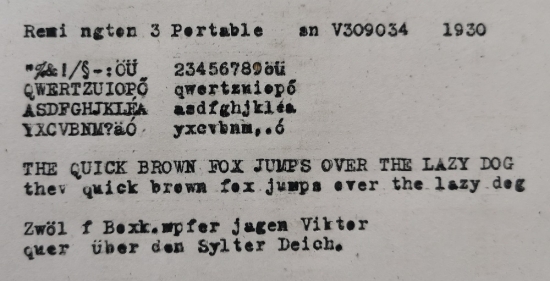 Remi ngton 3 Portable sn V309034 1930
"%&!/§-:ÖÜ 23456789öü
QWERTZUIOPŐ qwertzuiopő
ASDFGHJKLÉA asdfghjkléa
YXCVBNM?äÓ yxcvbnm,.ó
THE QUICK BROWN FOX JUMPS OVER THE LAZY DOG
thev quick brown fox jumps over the lazy dog
Zwöl f Boxk.mpfer jagen Viktor
quer über den Sylter Deich.